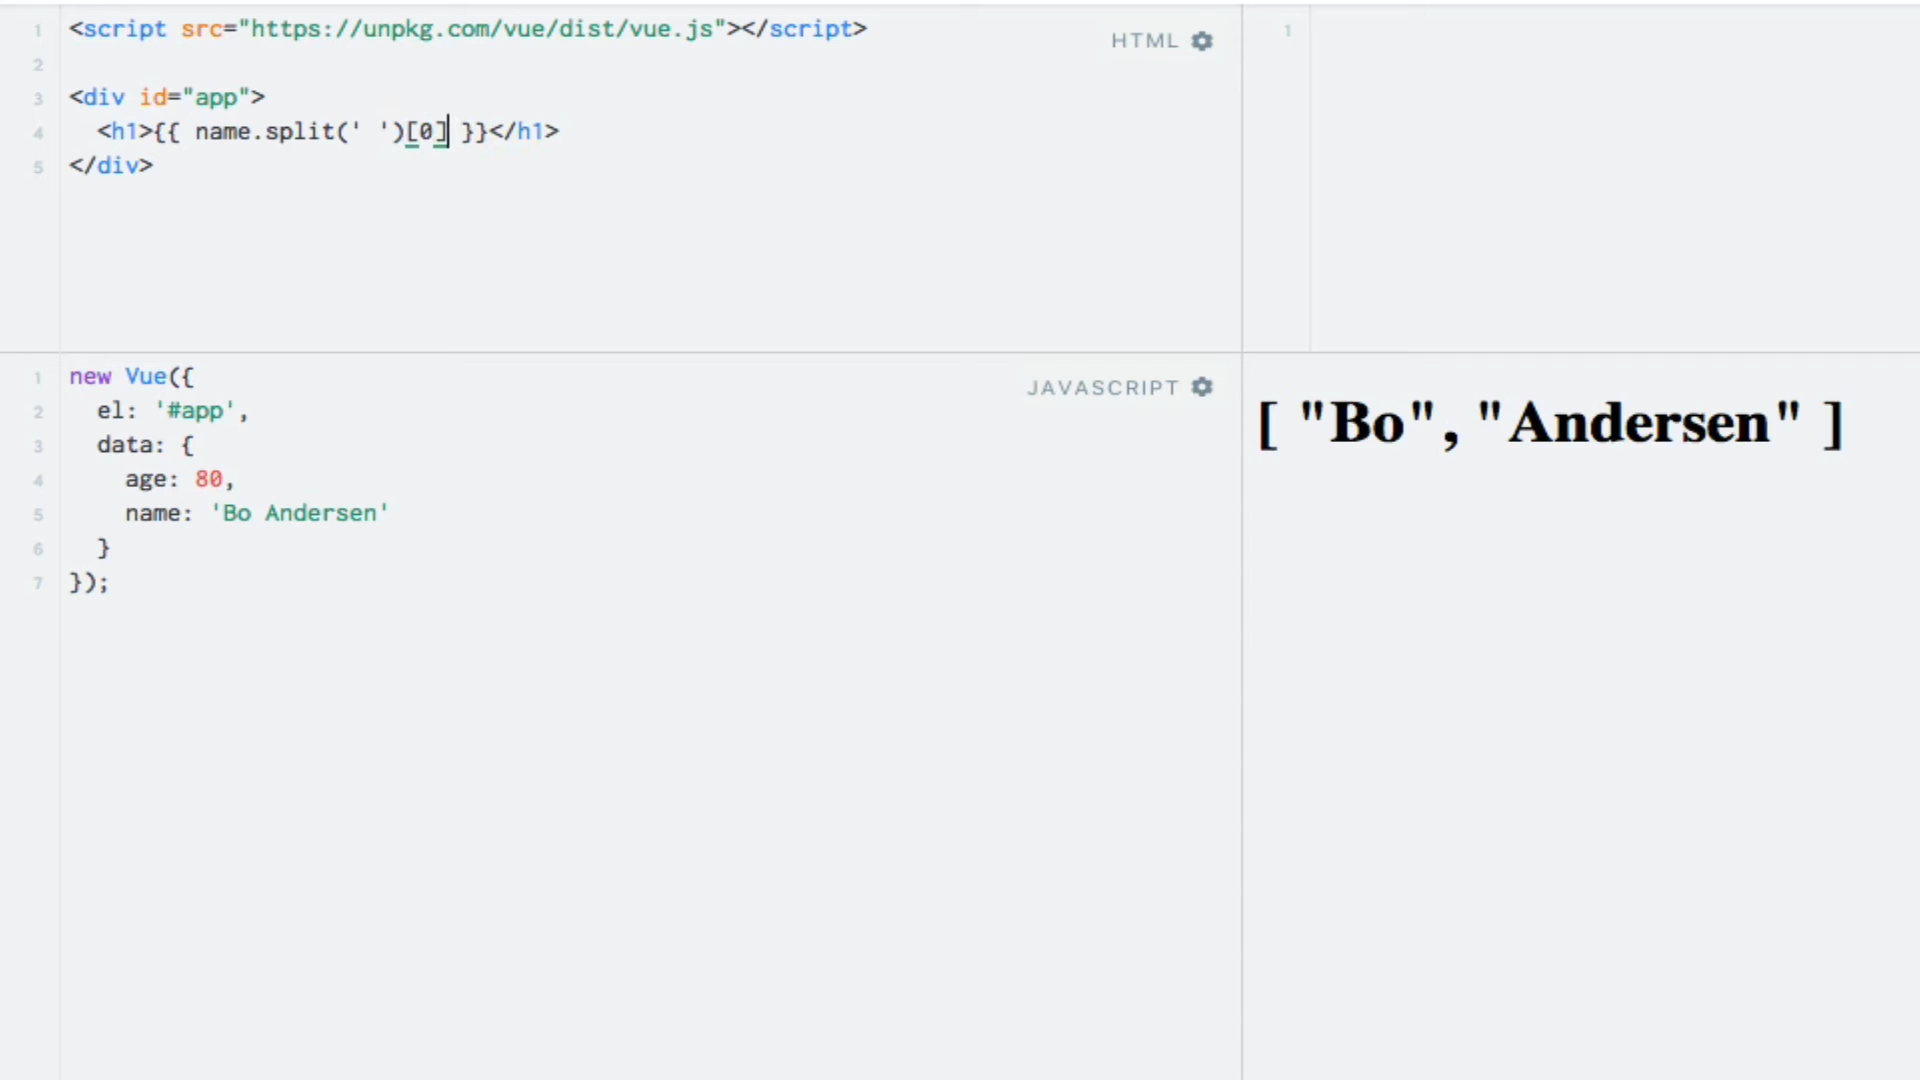 1 <script src="https://unpkg.com/vue/dist/vue.js"></script>
HTML
2
3 <div id="app">
4   <h1>{{ name.split(' ')[0] }}</h1>
5 </div>
1
1 new Vue({
JAVASCRIPT
2   el: '#app',
3   data: {
4     age: 80,
5     name: 'Bo Andersen'
6   }
7 });
[ "Bo", "Andersen" ]